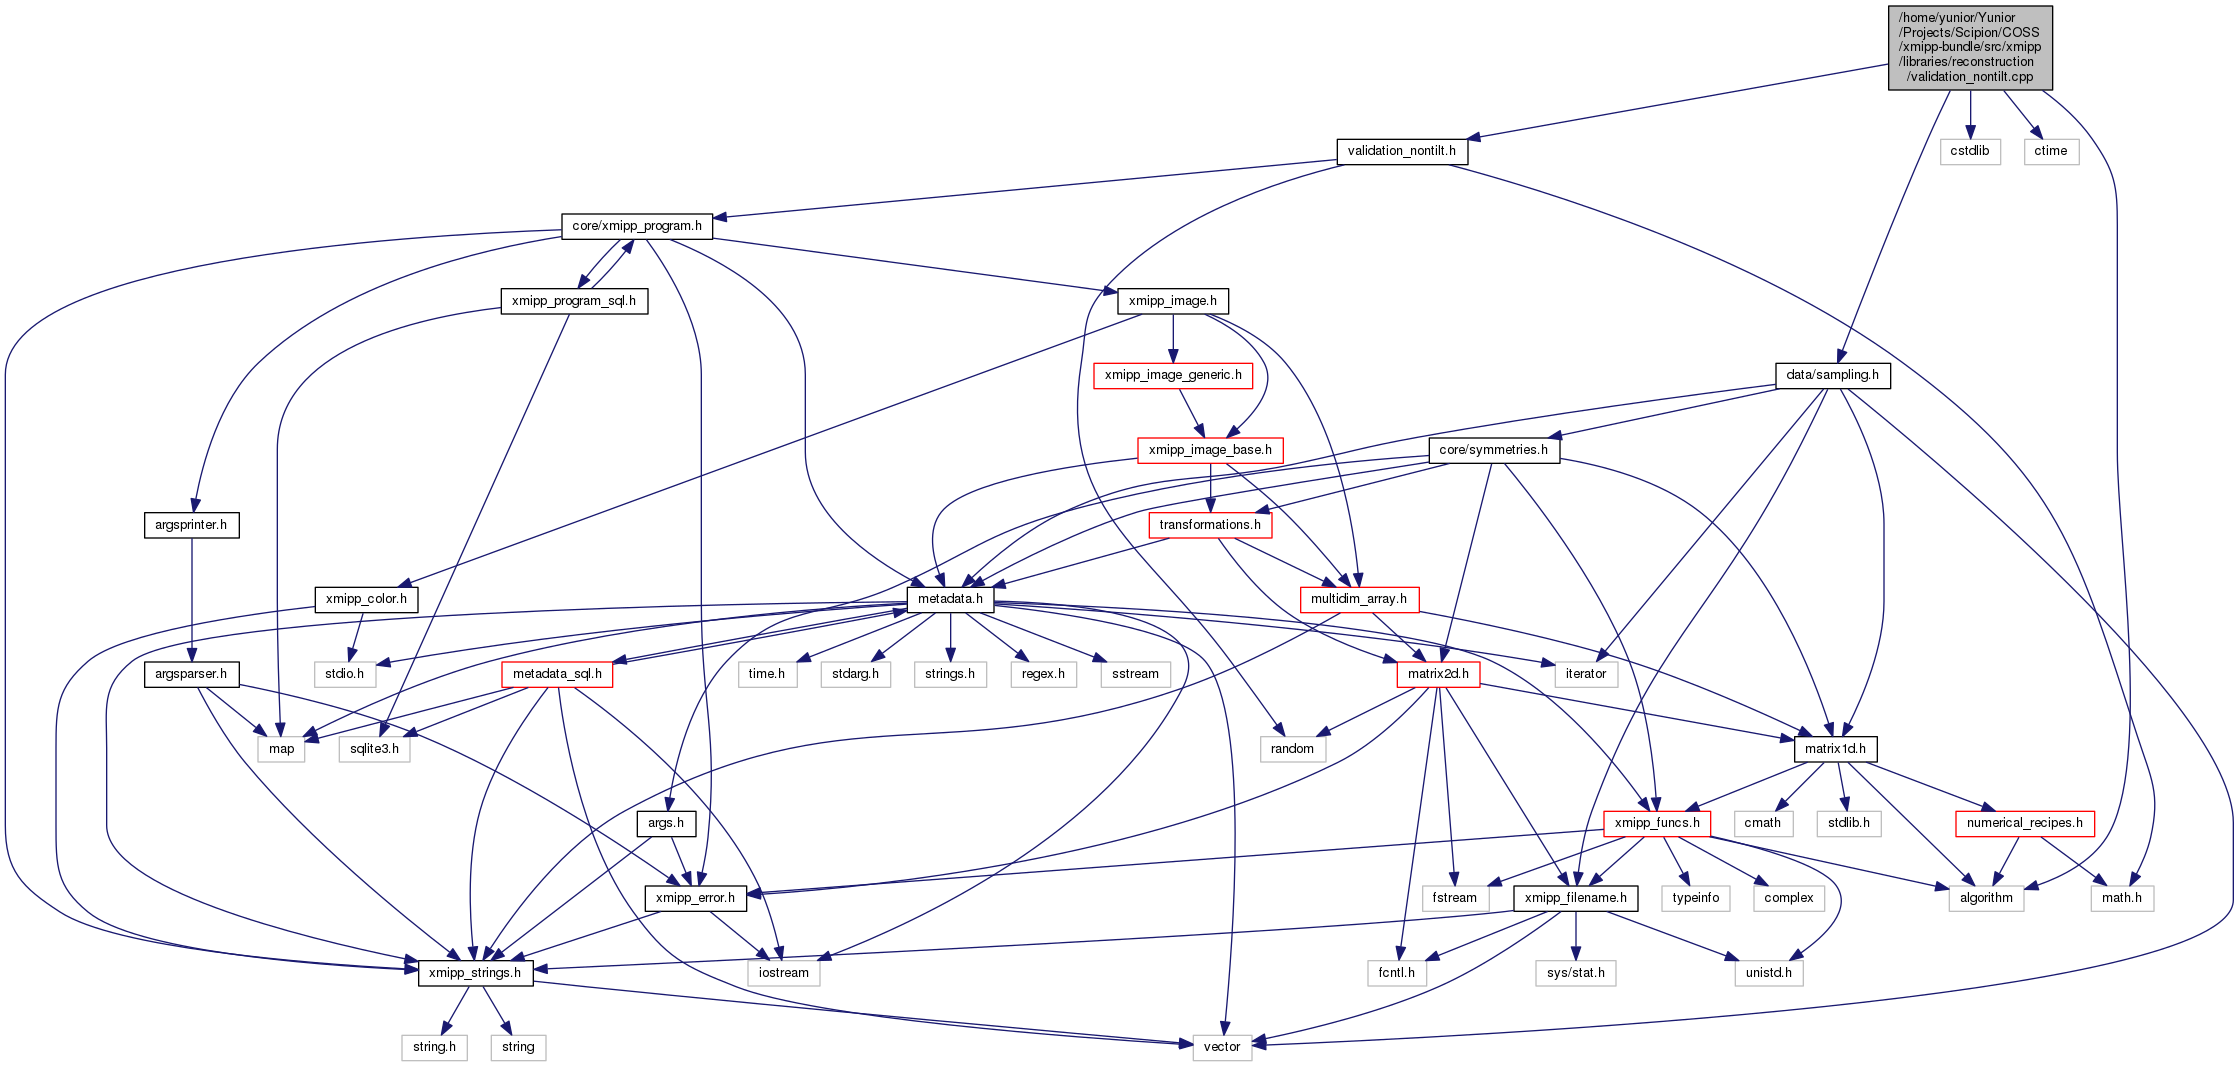 /home/yunior/Yunior
/Projects/Scipion/COSS
/xmipp-bundle/src/xmipp
/libraries/reconstruction
/validation_nontilt.cpp
validation_nontilt.h
cstdlib
ctime
core/xmipp_program.h
xmipp_program_sql.h
xmipp_image.h
xmipp_image_generic.h
data/sampling.h
xmipp_image_base.h
core/symmetries.h
argsprinter.h
transformations.h
xmipp_color.h
metadata.h
multidim_array.h
argsparser.h
stdio.h
metadata_sql.h
time.h
stdarg.h
strings.h
regex.h
sstream
matrix2d.h
iterator
map
sqlite3.h
random
matrix1d.h
args.h
xmipp_funcs.h
cmath
stdlib.h
numerical_recipes.h
xmipp_error.h
fstream
xmipp_filename.h
typeinfo
complex
algorithm
math.h
xmipp_strings.h
iostream
fcntl.h
sys/stat.h
unistd.h
string.h
string
vector